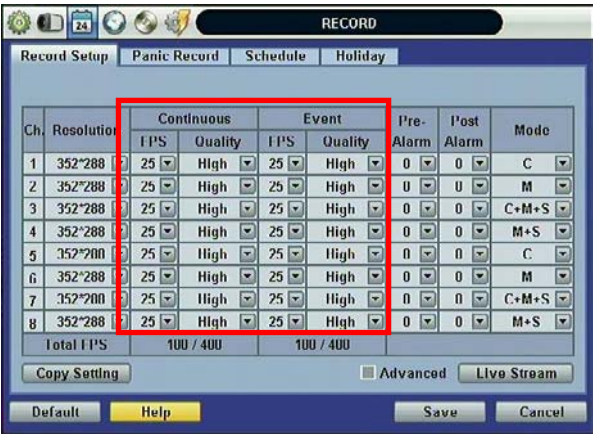 24 RECORD
Record Setup Panic Record Schedule Holiday
Continuous Event
Ch. Resolution FPS Quality FPS Quality Pre-Alarm Post Alarm Mode
1 352*288 25 High 25 High 0 0 C
2 352*288 25 High 25 High 0 0 M
3 352*288 25 High 25 High 0 0 C+M+S
4 352*288 25 High 25 High 0 0 M+S
5 352*288 25 High 25 High 0 0 C
6 352*288 25 High 25 High 0 0 M
7 352*288 25 High 25 High 0 0 C+M+S
8 352*288 25 High 25 High 0 0 M+S
Total FPS 100 / 400 100 / 400
Copy Setting Advanced Live Stream
Default Help Save Cancel